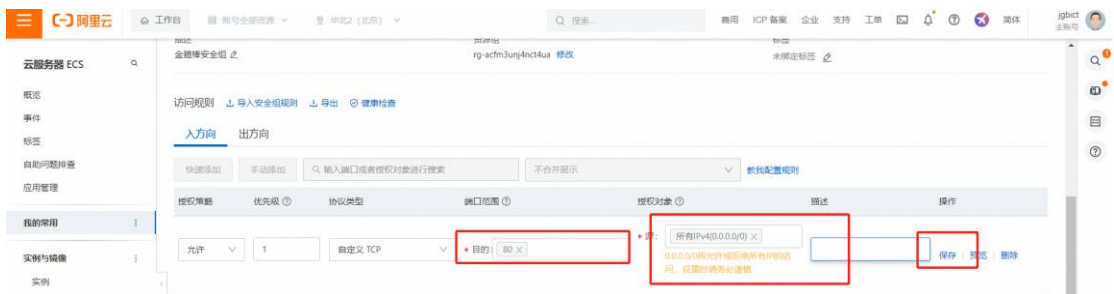 阿里云 工作台 账号全部资源 华北2（北京） 搜索... 费用 ICP 备案 企业 支持 工单 简体 jgbict
主账号
云服务器 ECS
金箍棒安全组 rg-acfm3unj4nct4ua 修改 未绑定标签
概览
事件
标签
自助问题排查
应用管理
我的常用
实例与镜像
实例
访问规则 导入安全组规则 导出 健康检查
入方向 出方向
快速添加 手动添加 输入端口或者授权对象进行搜索 不合并展示 教我配置规则
授权策略 优先级 协议类型 端口范围 授权对象 描述 操作
允许 1 自定义 TCP * 目的: 80 × * 源: 所有IPv4(0.0.0.0/0) × 保存 | 预览 | 删除
0.0.0.0/0将允许或拒绝所有IP的访
问，设置时请务必谨慎